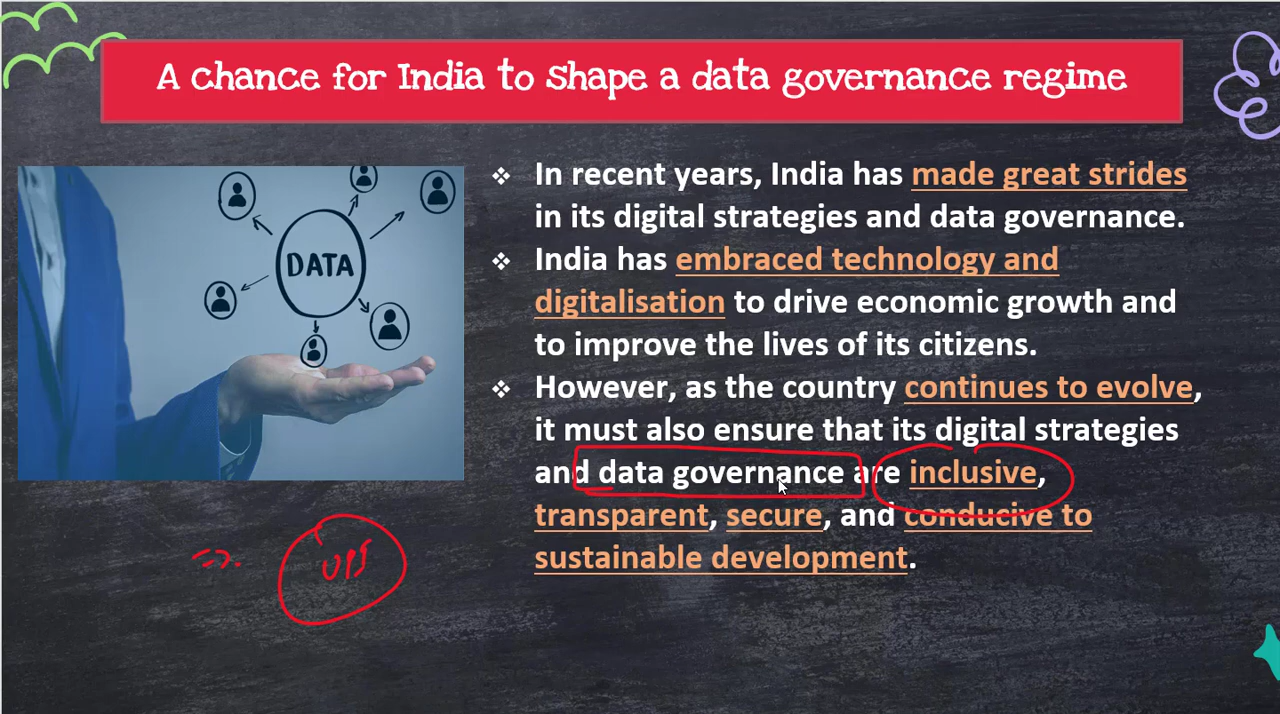 A chance for India to shape a data governance regime
DATA
❖ In recent years, India has made great strides
in its digital strategies and data governance.
❖ India has embraced technology and
digitalisation to drive economic growth and
to improve the lives of its citizens.
❖ However, as the country continues to evolve,
it must also ensure that its digital strategies
and data governance are inclusive,
transparent, secure, and conducive to
sustainable development.